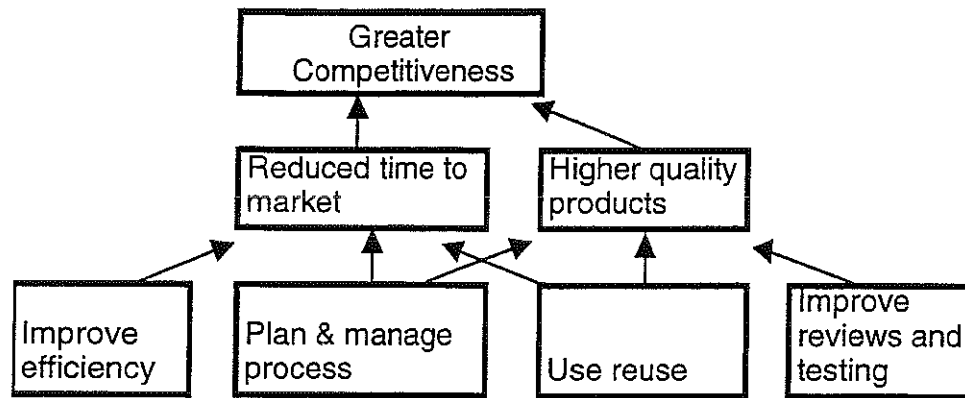 Greater
Competitiveness
Reduced time to
market
Higher quality
products
Improve
efficiency
Plan & manage
process
Use reuse
Improve
reviews and
testing